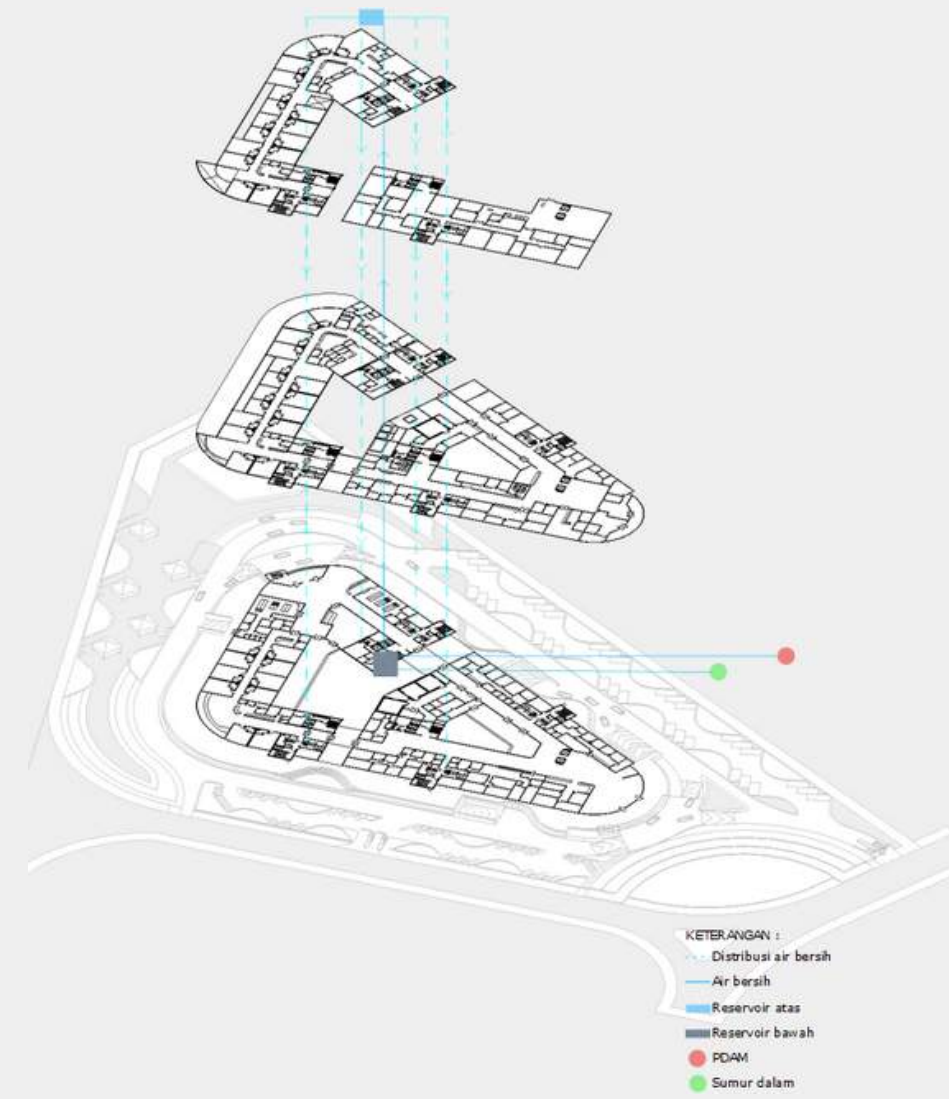 KETERANGAN :
Distribusi air bersih
Air bersih
Reservoir atas
Reservoir bawah
PDAM
Sumur dalam